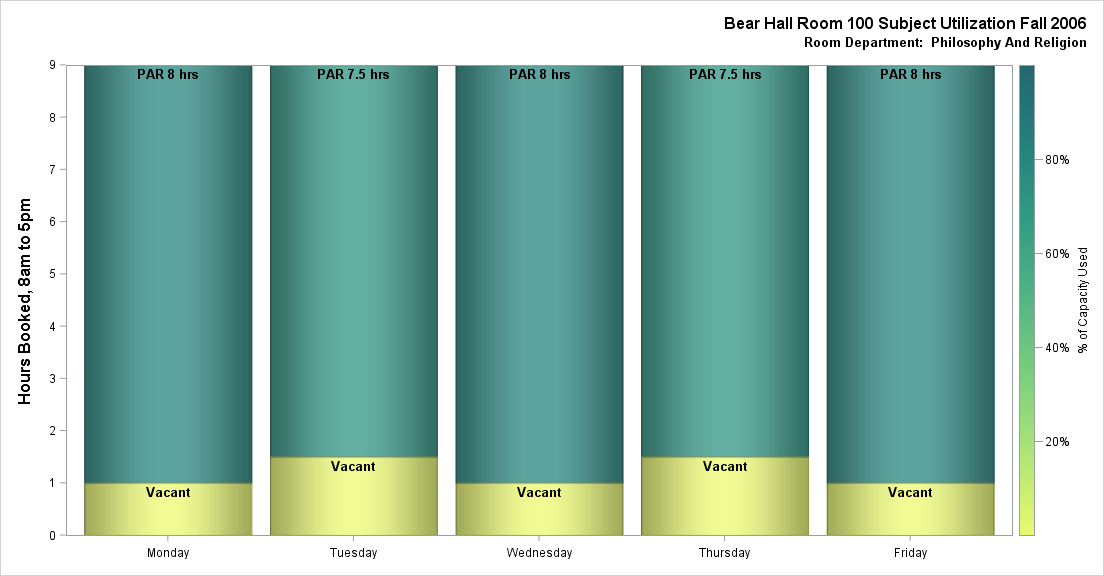 Bear Hall Room 100 Subject Utilization Fall 2006
Room Department:  Philosophy And Religion
Hours Booked, 8am to 5pm
9
8
7
6
5
4
3
2
1
0
PAR 8 hrs
PAR 7.5 hrs
PAR 8 hrs
PAR 7.5 hrs
PAR 8 hrs
Vacant
Vacant
Vacant
Vacant
Vacant
Monday
Tuesday
Wednesday
Thursday
Friday
80%
60%
40%
20%
% of Capacity Used